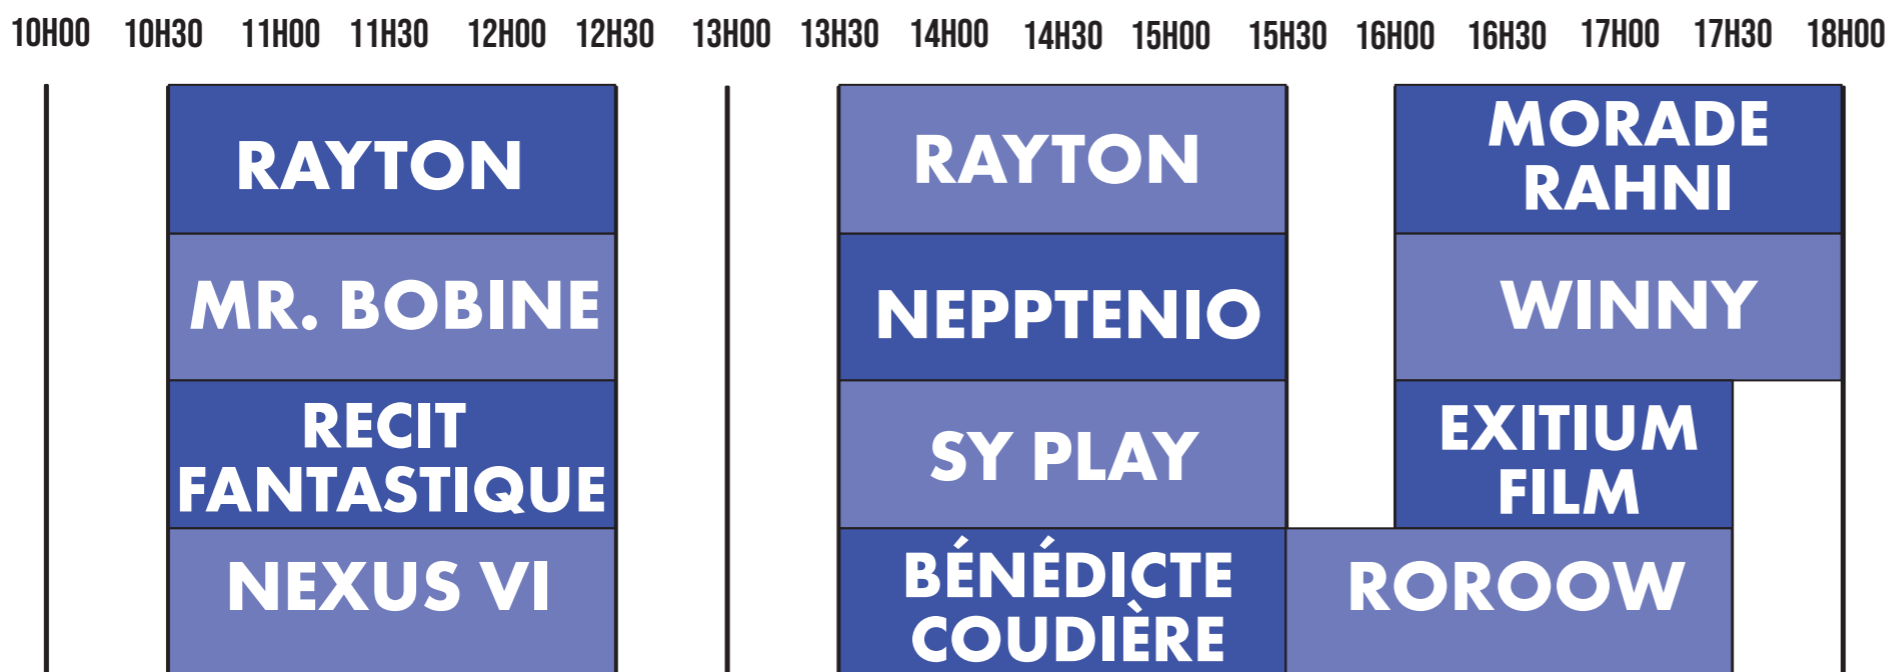 10H00 10H30 11H00 11H30 12H00 12H30 13H00 13H30 14H00 14H30 15H00 15H30 16H00 16H30 17H00 17H30 18H00
RAYTON
RAYTON
MORADE
RAHNI
MR. BOBINE
NEPPTENIO
WINNY
RECIT
FANTASTIQUE
SY PLAY
EXITIUM
FILM
NEXUS VI
BÉNÉDICTE
COUDIÈRE
ROROOW